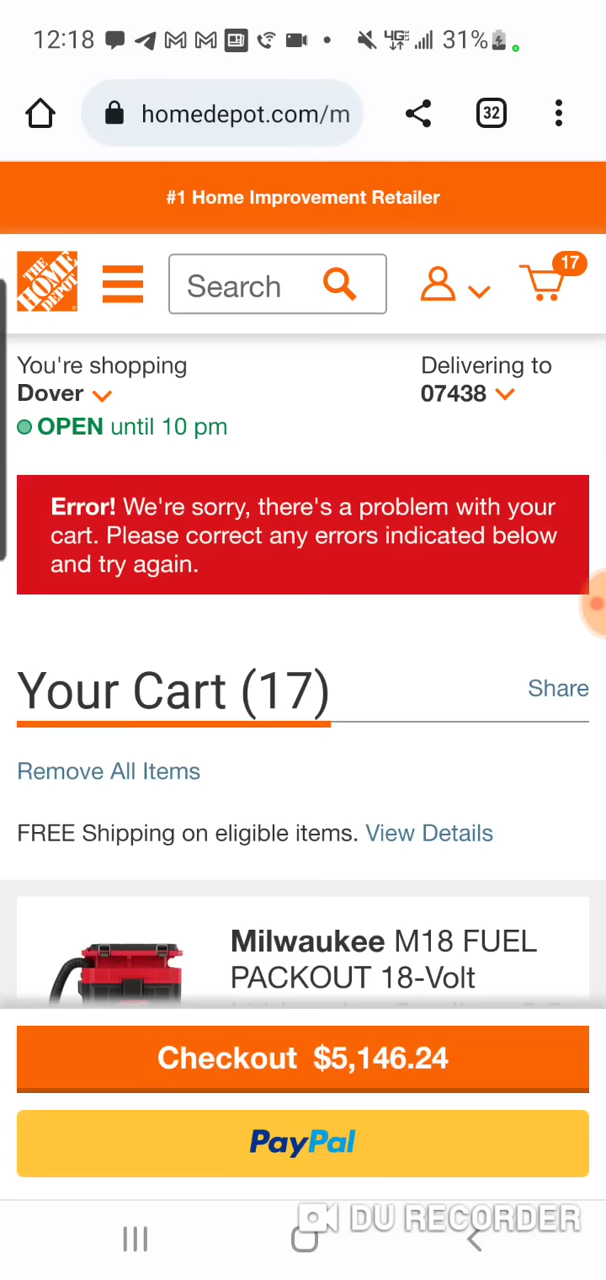 12:18 31%
homedepot.com/m 32
#1 Home Improvement Retailer
THE HOME DEPOT Search 17
You're shopping Delivering to
Dover 07438
OPEN until 10 pm
Error! We're sorry, there's a problem with your
cart. Please correct any errors indicated below
and try again.
Your Cart (17) Share
Remove All Items
FREE Shipping on eligible items. View Details
Milwaukee M18 FUEL
PACKOUT 18-Volt
Checkout $5,146.24
PayPal
DU RECORDER